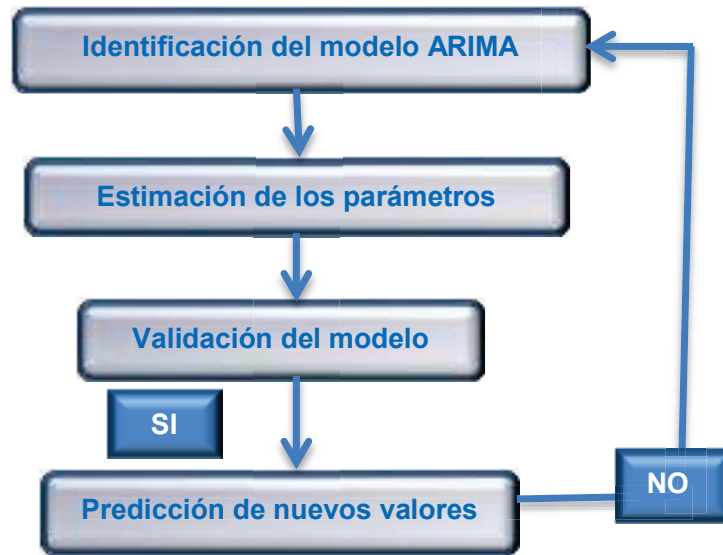 Identificación del modelo ARIMA
Estimación de los parámetros
Validación del modelo
SI
Predicción de nuevos valores
NO